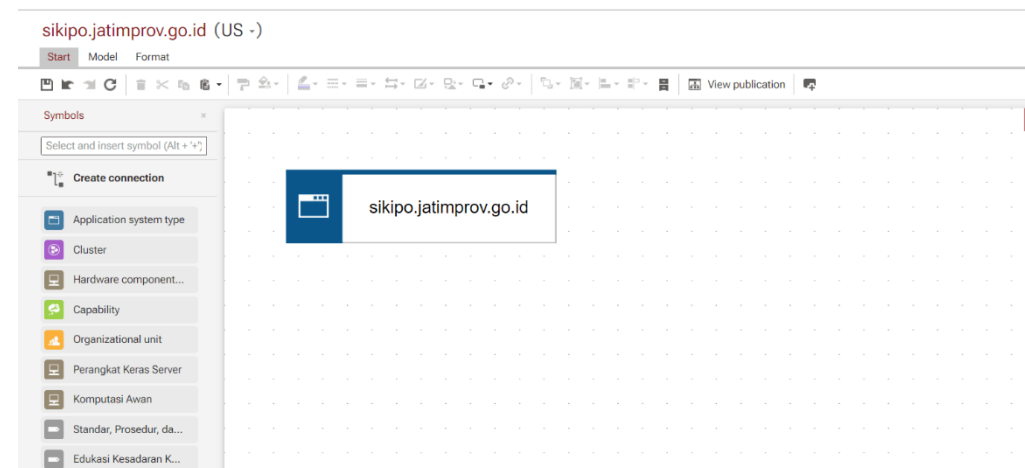 sikipo.jatimprov.go.id (US -)
Start Model Format
View publication
Symbols ×
Select and insert symbol (Alt + '+')
Create connection
sikipo.jatimprov.go.id
Application system type
Cluster
Hardware component...
Capability
Organizational unit
Perangkat Keras Server
Komputasi Awan
Standar, Prosedur, da...
Edukasi Kesadaran K...